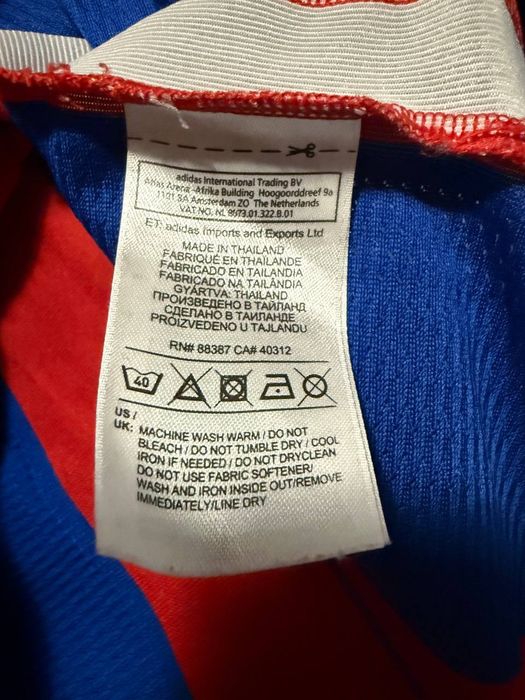 adidas International Trading BV
Atlas Arena -Afrika Building Hoogoorddreef 9a
1101 BA Amsterdam ZO The Netherlands
VAT NO. NL 8073.01.322.B.01
ET: adidas Imports and Exports Ltd
MADE IN THAILAND
FABRIQUÉ EN THAÏLANDE
FABRICADO EN TAILANDIA
FABRICADO NA TAILÂNDIA
GYÁRTVA: THAILAND
ПРОИЗВЕДЕНО В ТАЙЛАНД
СДЕЛАНО В ТАИЛАНДЕ
PROIZVEDENO U TAJLANDU
RN# 88387 CA# 40312
40
US /
UK: MACHINE WASH WARM / DO NOT
BLEACH / DO NOT TUMBLE DRY / COOL
IRON IF NEEDED / DO NOT DRYCLEAN
DO NOT USE FABRIC SOFTENER/
WASH AND IRON INSIDE OUT/REMOVE
IMMEDIATELY/LINE DRY